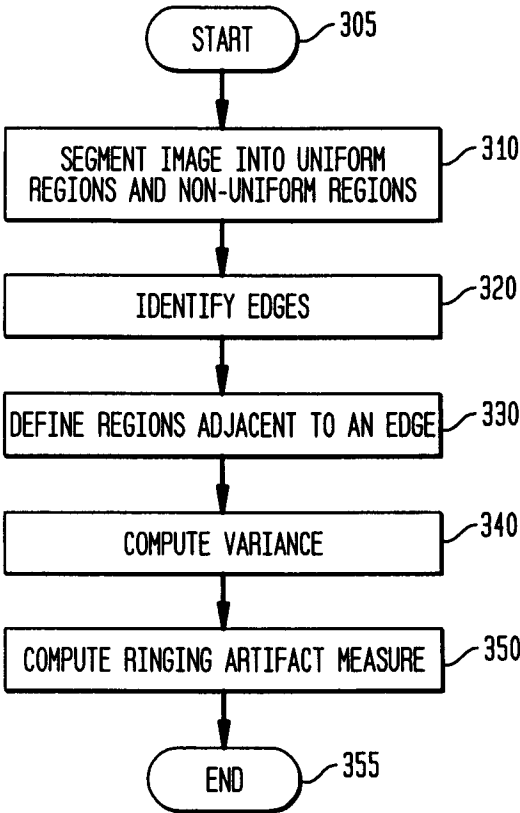 START
305
SEGMENT IMAGE INTO UNIFORM
REGIONS AND NON-UNIFORM REGIONS
310
IDENTIFY EDGES
320
DEFINE REGIONS ADJACENT TO AN EDGE
330
COMPUTE VARIANCE
340
COMPUTE RINGING ARTIFACT MEASURE
350
END
355